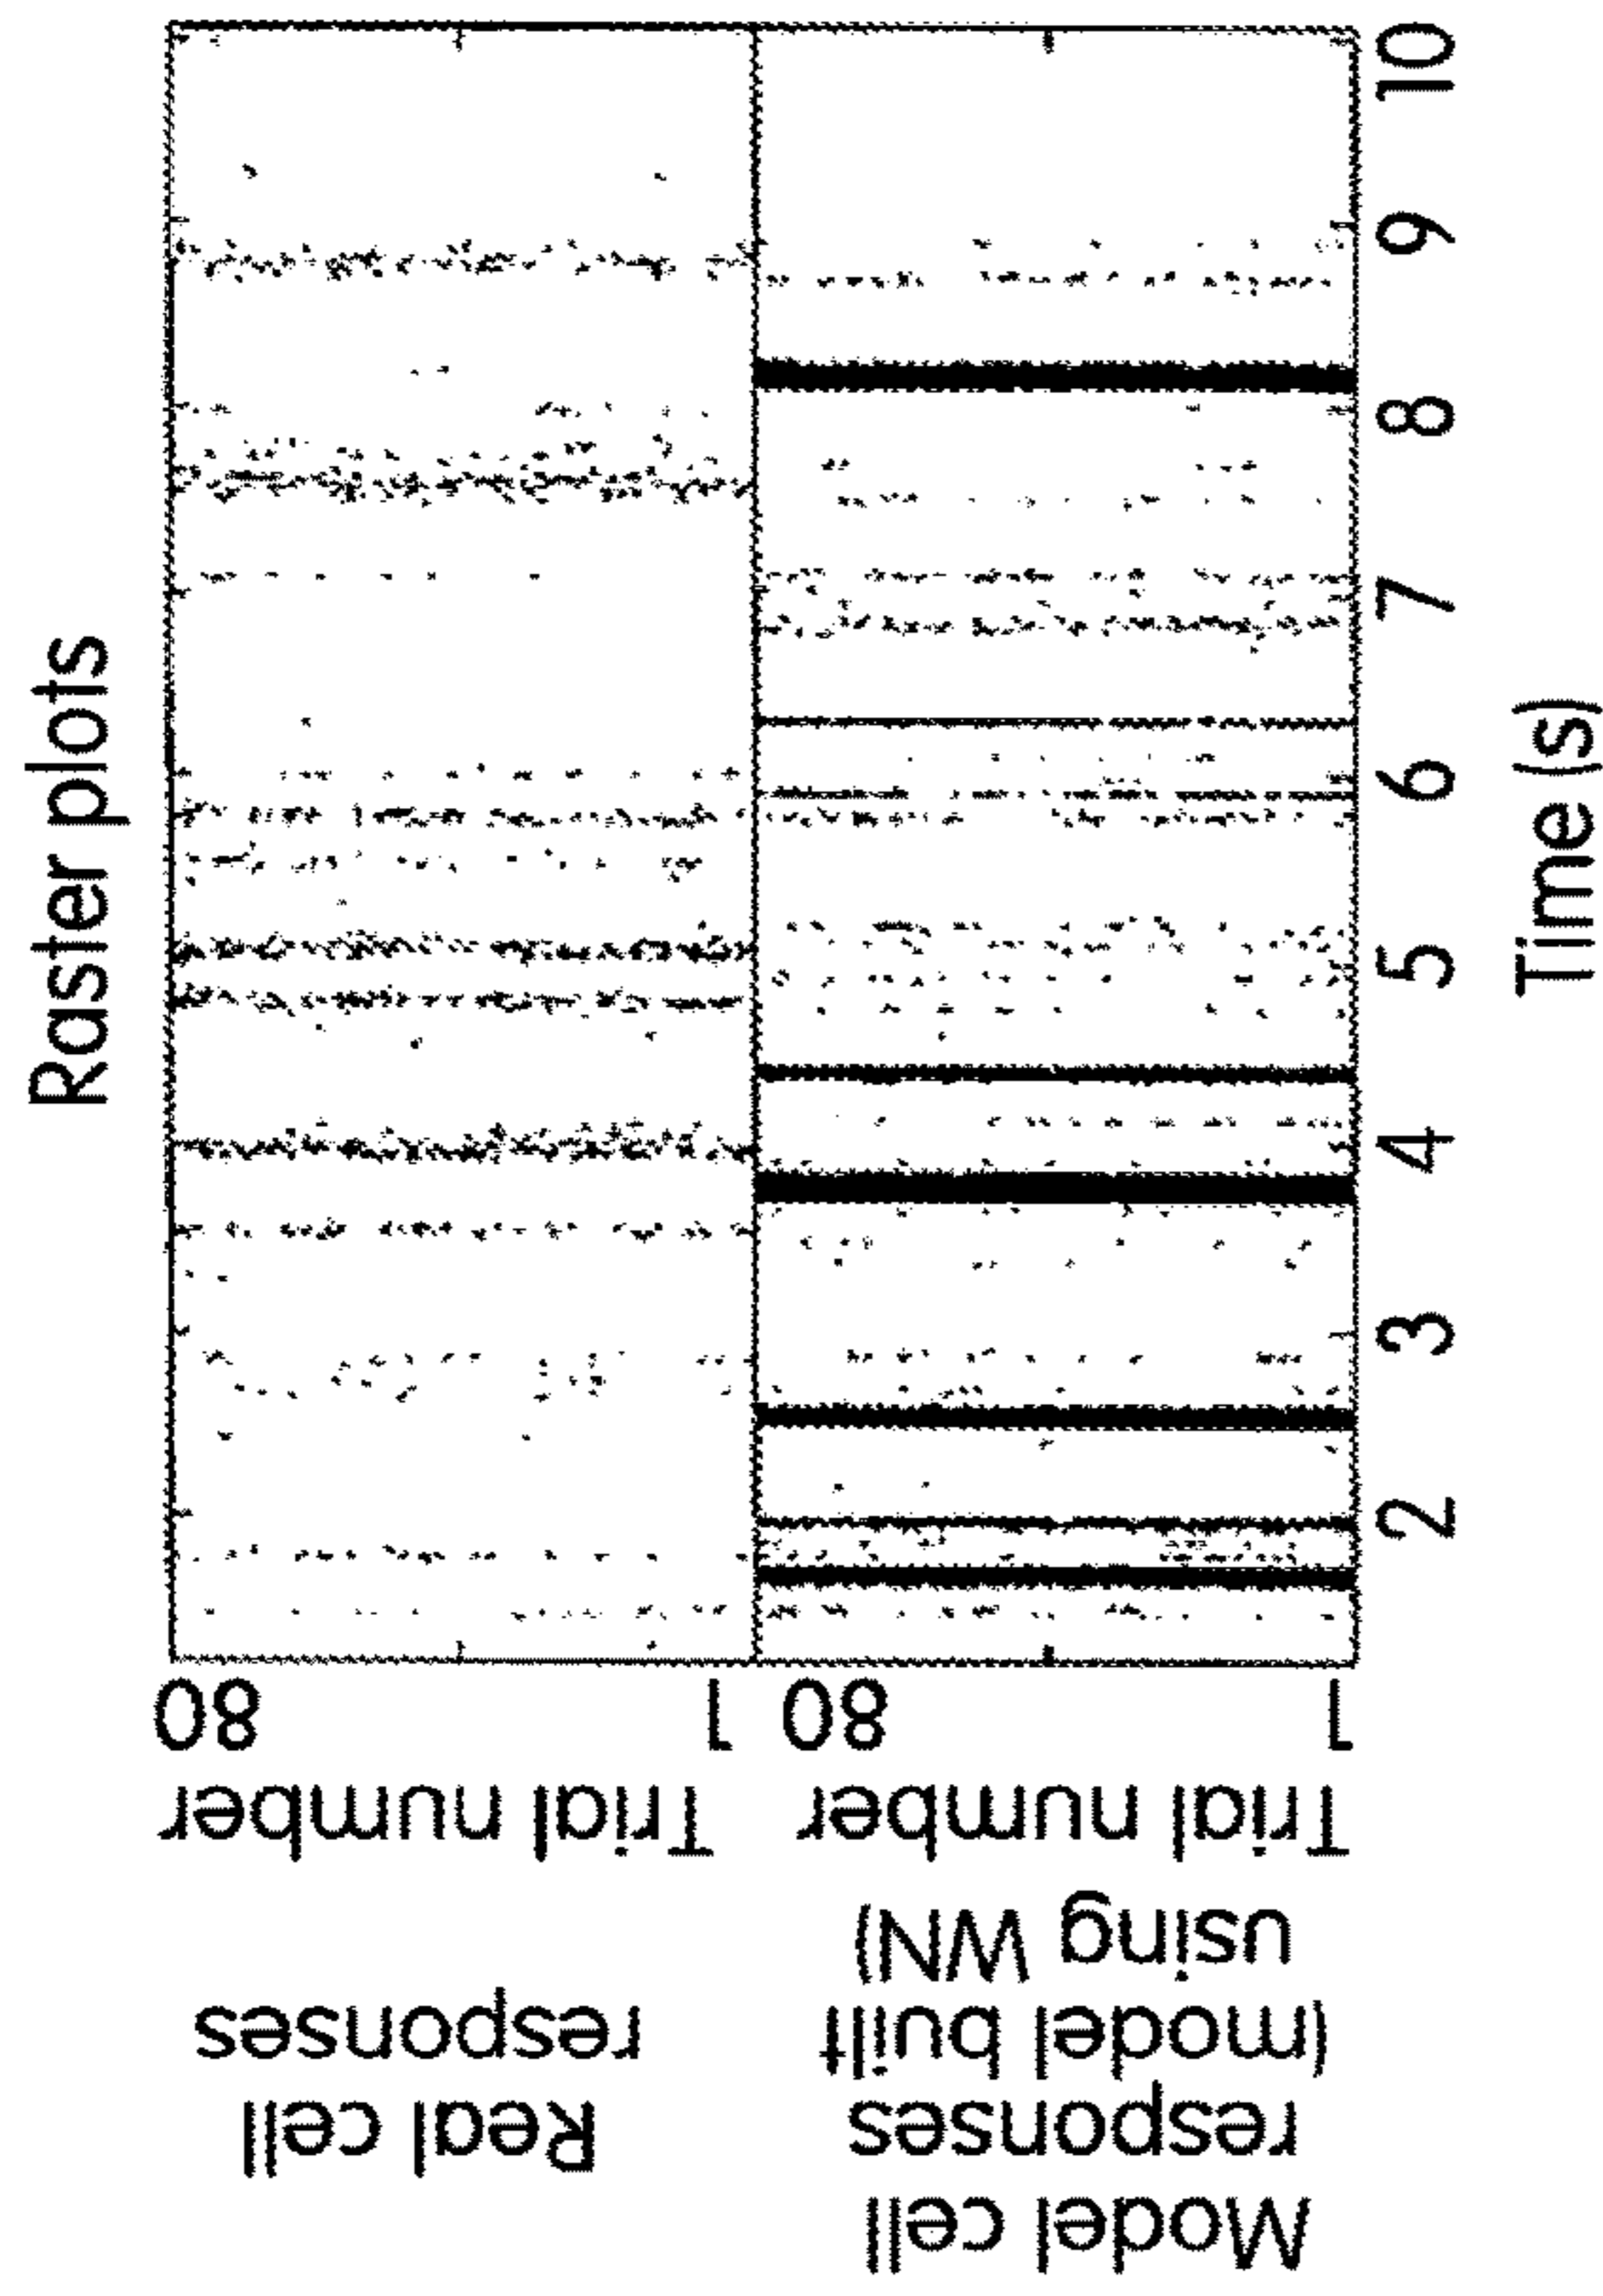 Raster plots
Real cell
responses
Trial number
80
1
Model cell
responses
(model built
using WN)
Trial number
80
1
2
3
4
5
6
7
8
9
10
Time (s)